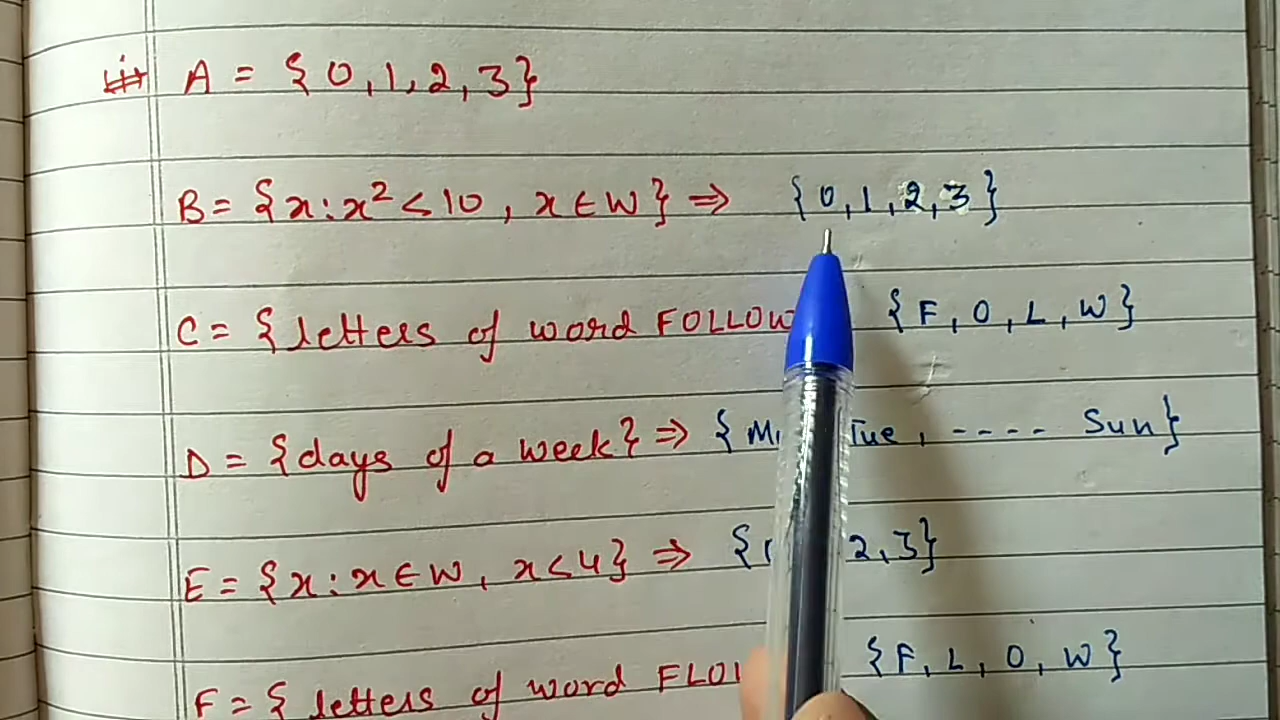 ii A = {0,1,2,3}
B = {x : x² < 10 , x ∈ W} ⇒ {0,1,2,3}
C = {letters of word FOLLOW {F,O,L,W}
D = {days of a week} ⇒ { Tue, ---- Sun}
E = {x : x ∈ W, x < 4} ⇒ { 2,3}
F = {letters of word {F,L,O,W}